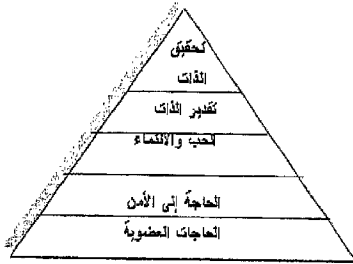 تحقيق
الذات
تقدير الذات
الحب والانتماء
الحاجة إلى الأمن
الحاجات العضوية